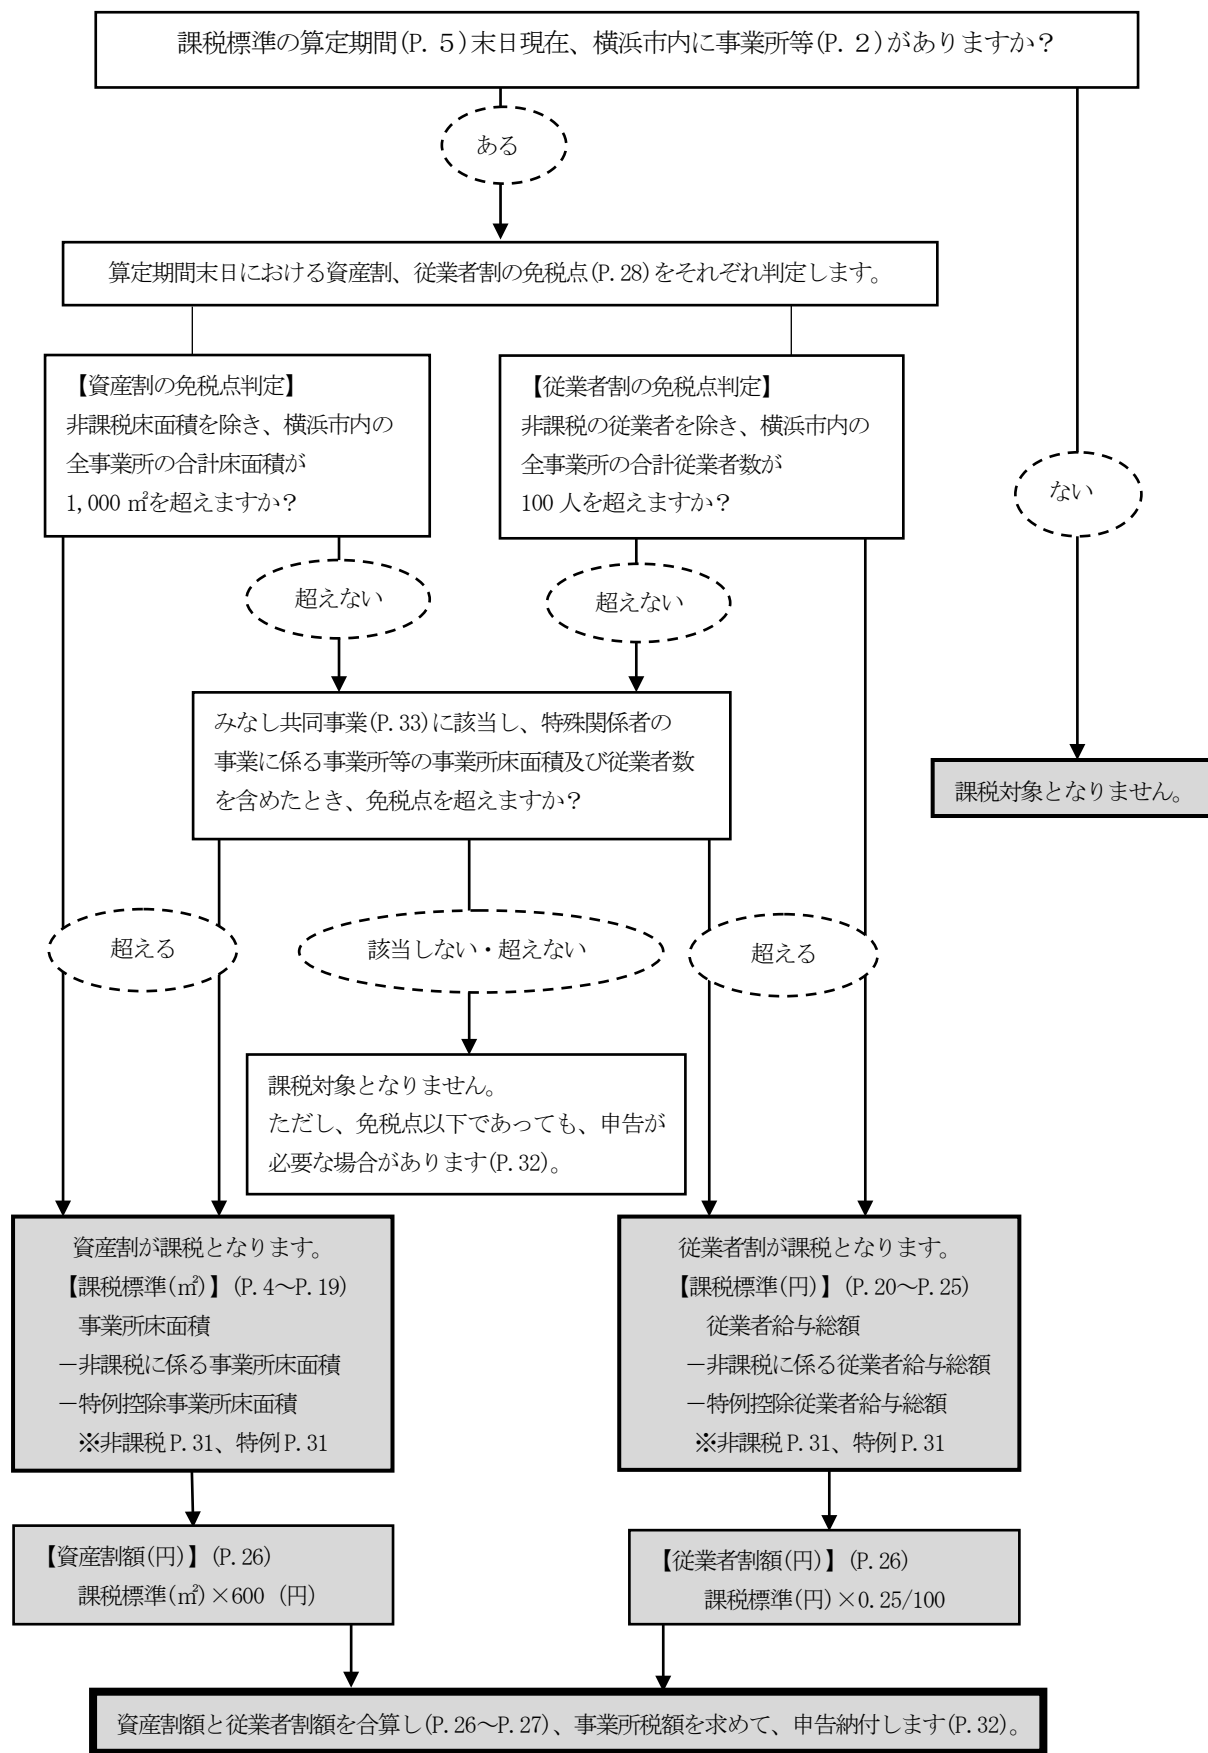 課税標準の算定期間(P.５)末日現在、横浜市内に事業所等(P.２)がありますか？
ある
算定期間末日における資産割、従業者割の免税点(P.28)をそれぞれ判定します。
【資産割の免税点判定】
非課税床面積を除き、横浜市内の
全事業所の合計床面積が
1,000 ㎡を超えますか？
【従業者割の免税点判定】
非課税の従業者を除き、横浜市内の
全事業所の合計従業者数が
100 人を超えますか？
ない
超えない
超えない
みなし共同事業(P.33)に該当し、特殊関係者の
事業に係る事業所等の事業所床面積及び従業者数
を含めたとき、免税点を超えますか？
課税対象となりません。
超える
該当しない・超えない
超える
課税対象となりません。
ただし、免税点以下であっても、申告が
必要な場合があります(P.32)。
資産割が課税となります。
【課税標準(㎡)】(P.4～P.19)
事業所床面積
－非課税に係る事業所床面積
－特例控除事業所床面積
※非課税 P.31、特例 P.31
従業者割が課税となります。
【課税標準(円)】(P.20～P.25)
従業者給与総額
－非課税に係る従業者給与総額
－特例控除従業者給与総額
※非課税 P.31、特例 P.31
【資産割額(円)】(P.26)
課税標準(㎡)×600 (円)
【従業者割額(円)】(P.26)
課税標準(円)×0.25/100
資産割額と従業者割額を合算し(P.26～P.27)、事業所税額を求めて、申告納付します(P.32)。